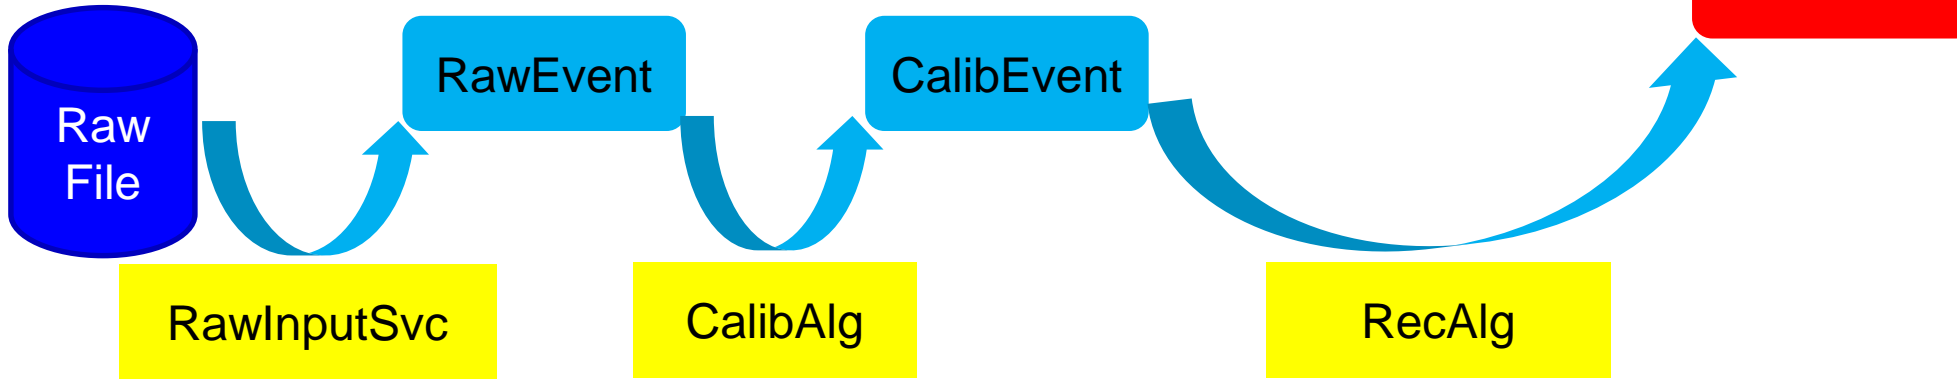 RawEvent
CalibEvent
Raw
File
RawInputSvc
CalibAlg
RecAlg